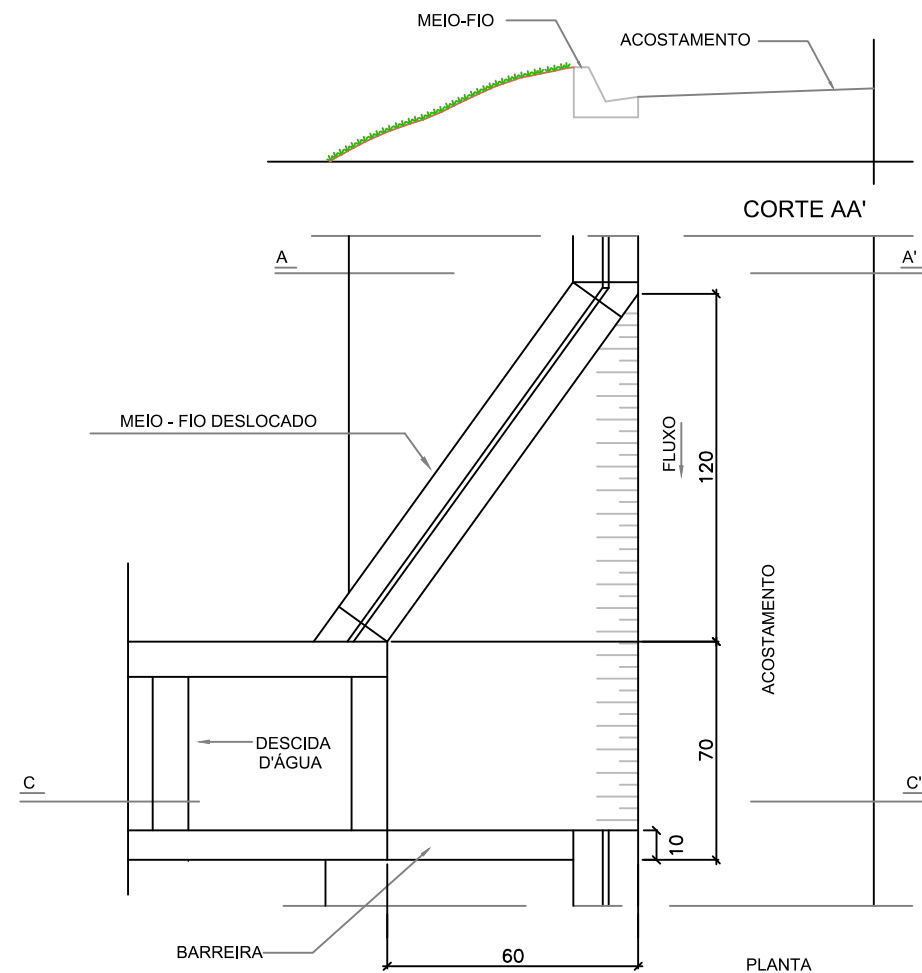 MEIO-FIO
ACOSTAMENTO
CORTE AA'
A
A'
MEIO - FIO DESLOCADO
FLUXO
120
ACOSTAMENTO
DESCIDA
D'ÁGUA
70
C
C'
10
BARREIRA
60
PLANTA